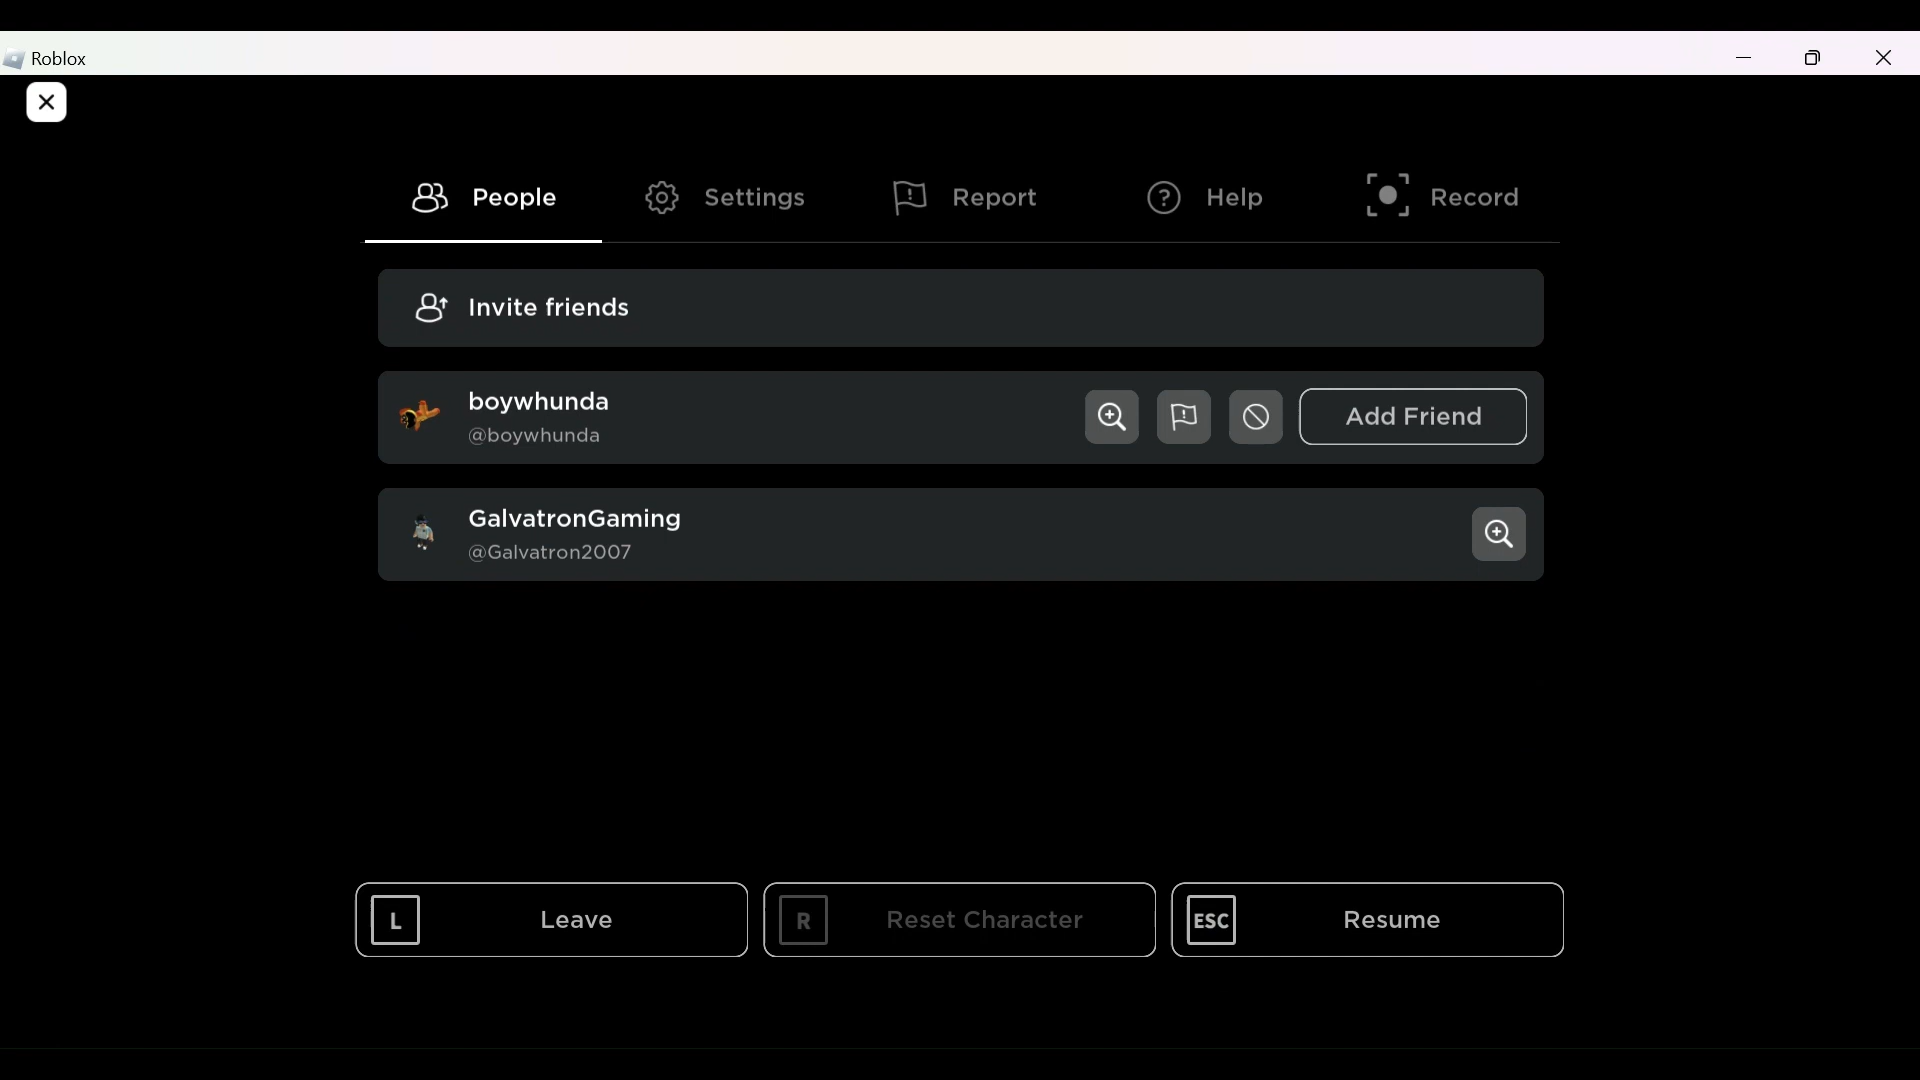 Roblox
People
Settings
Report
Help
Record
Invite friends
boywhunda
@boywhunda
Add Friend
GalvatronGaming
@Galvatron2007
L
Leave
R
Reset Character
ESC
Resume